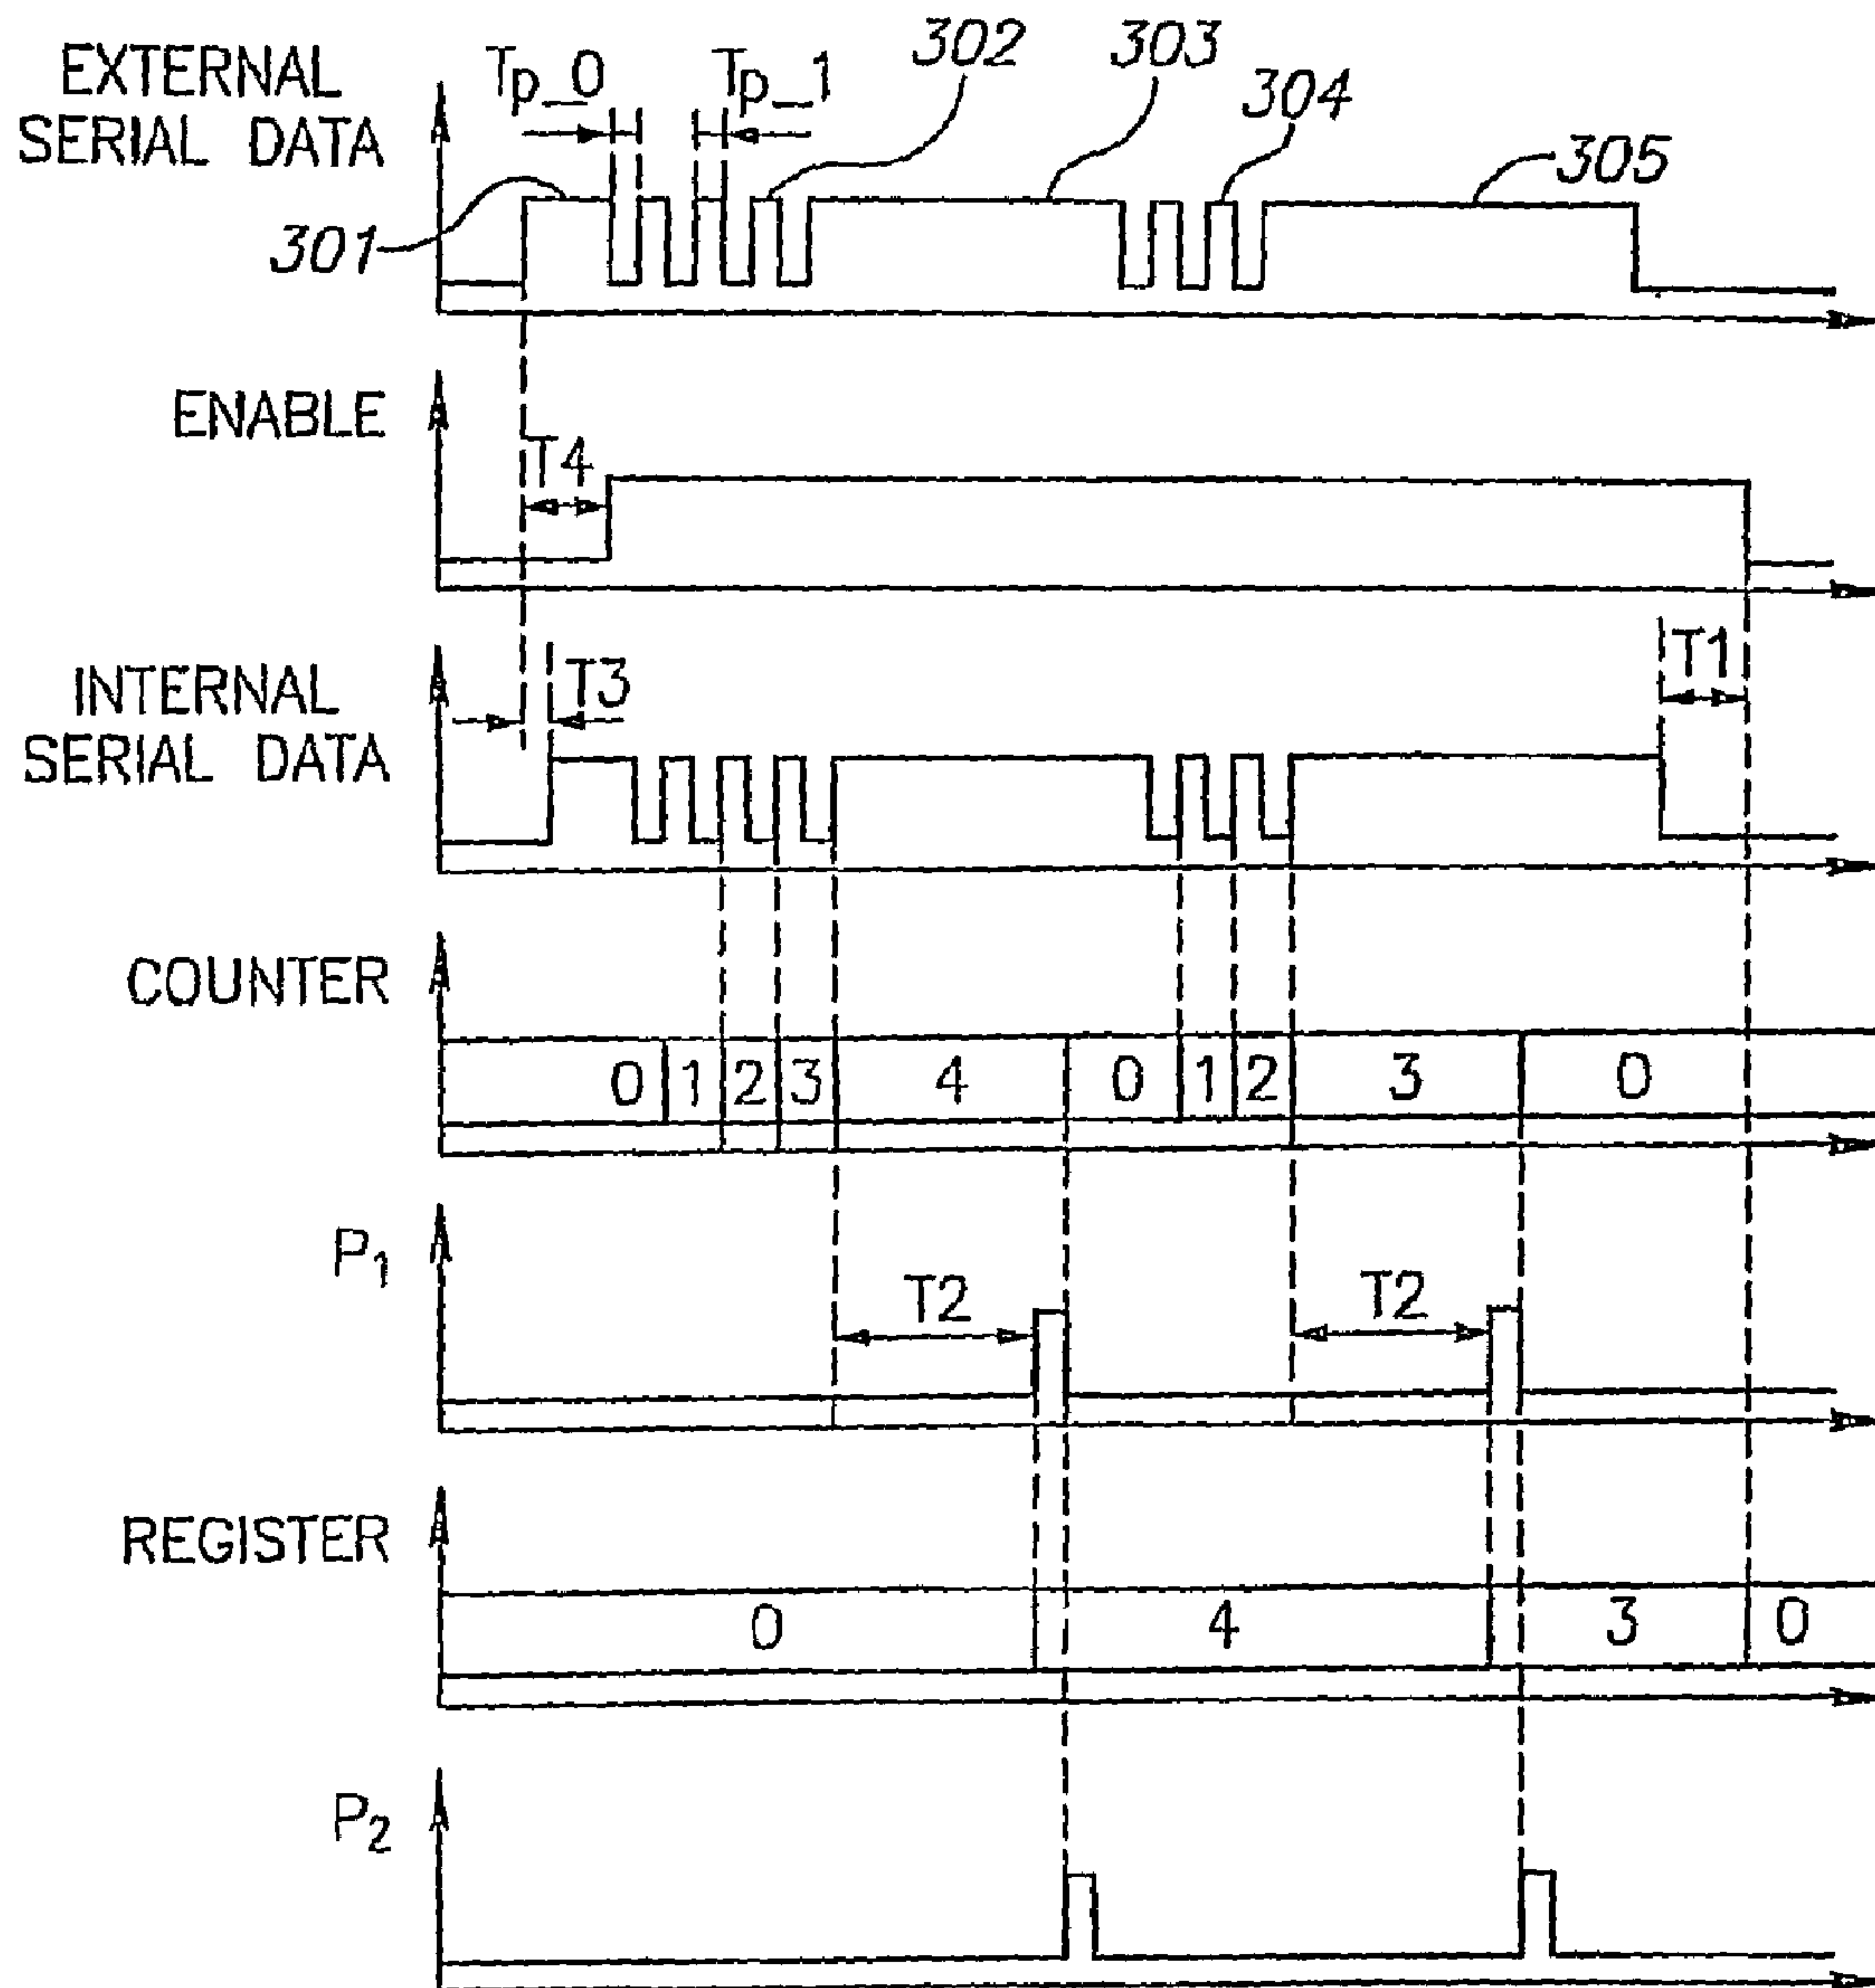 EXTERNAL
SERIAL DATA
Tp_0
Tp_1
302
303
304
305
301
ENABLE
T4
INTERNAL
SERIAL DATA
T3
T1
COUNTER
0 1 2 3 4 0 1 2 3 0
P1
T2
T2
REGISTER
0 4 3 0
P2